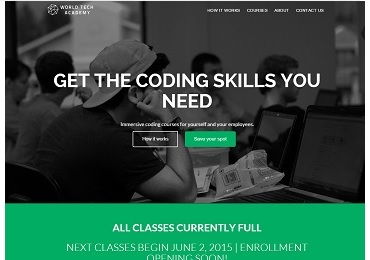 WORLD TECH
ACADEMY
HOW IT WORKS COURSES ABOUT CONTACT US
GET THE CODING SKILLS YOU
NEED
Immersive coding courses for yourself and your employees.
How it works Save your spot
ALL CLASSES CURRENTLY FULL
NEXT CLASSES BEGIN JUNE 2, 2015 | ENROLLMENT
OPENING SOON!